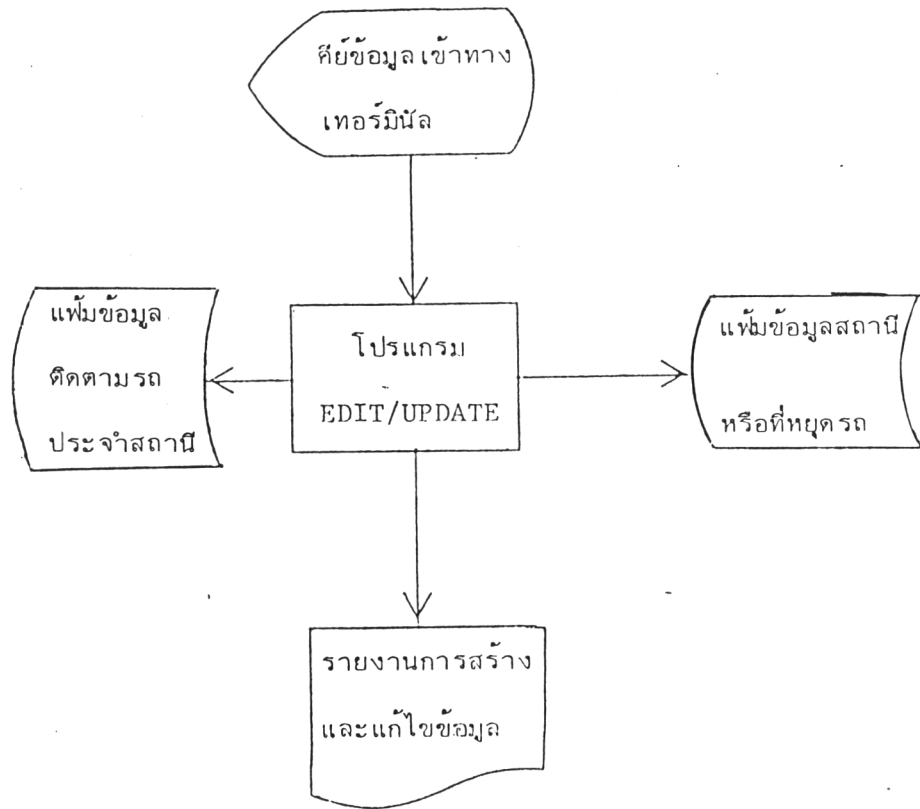 คีย์ข้อมูลเข้าทาง
เทอร์มินัล
แฟ้มข้อมูล
ติดตามรถ
ประจำสถานี
โปรแกรม
EDIT/UPDATE
แฟ้มข้อมูลสถานี
หรือที่หยุดรถ
รายงานการสร้าง
และแก้ไขข้อมูล